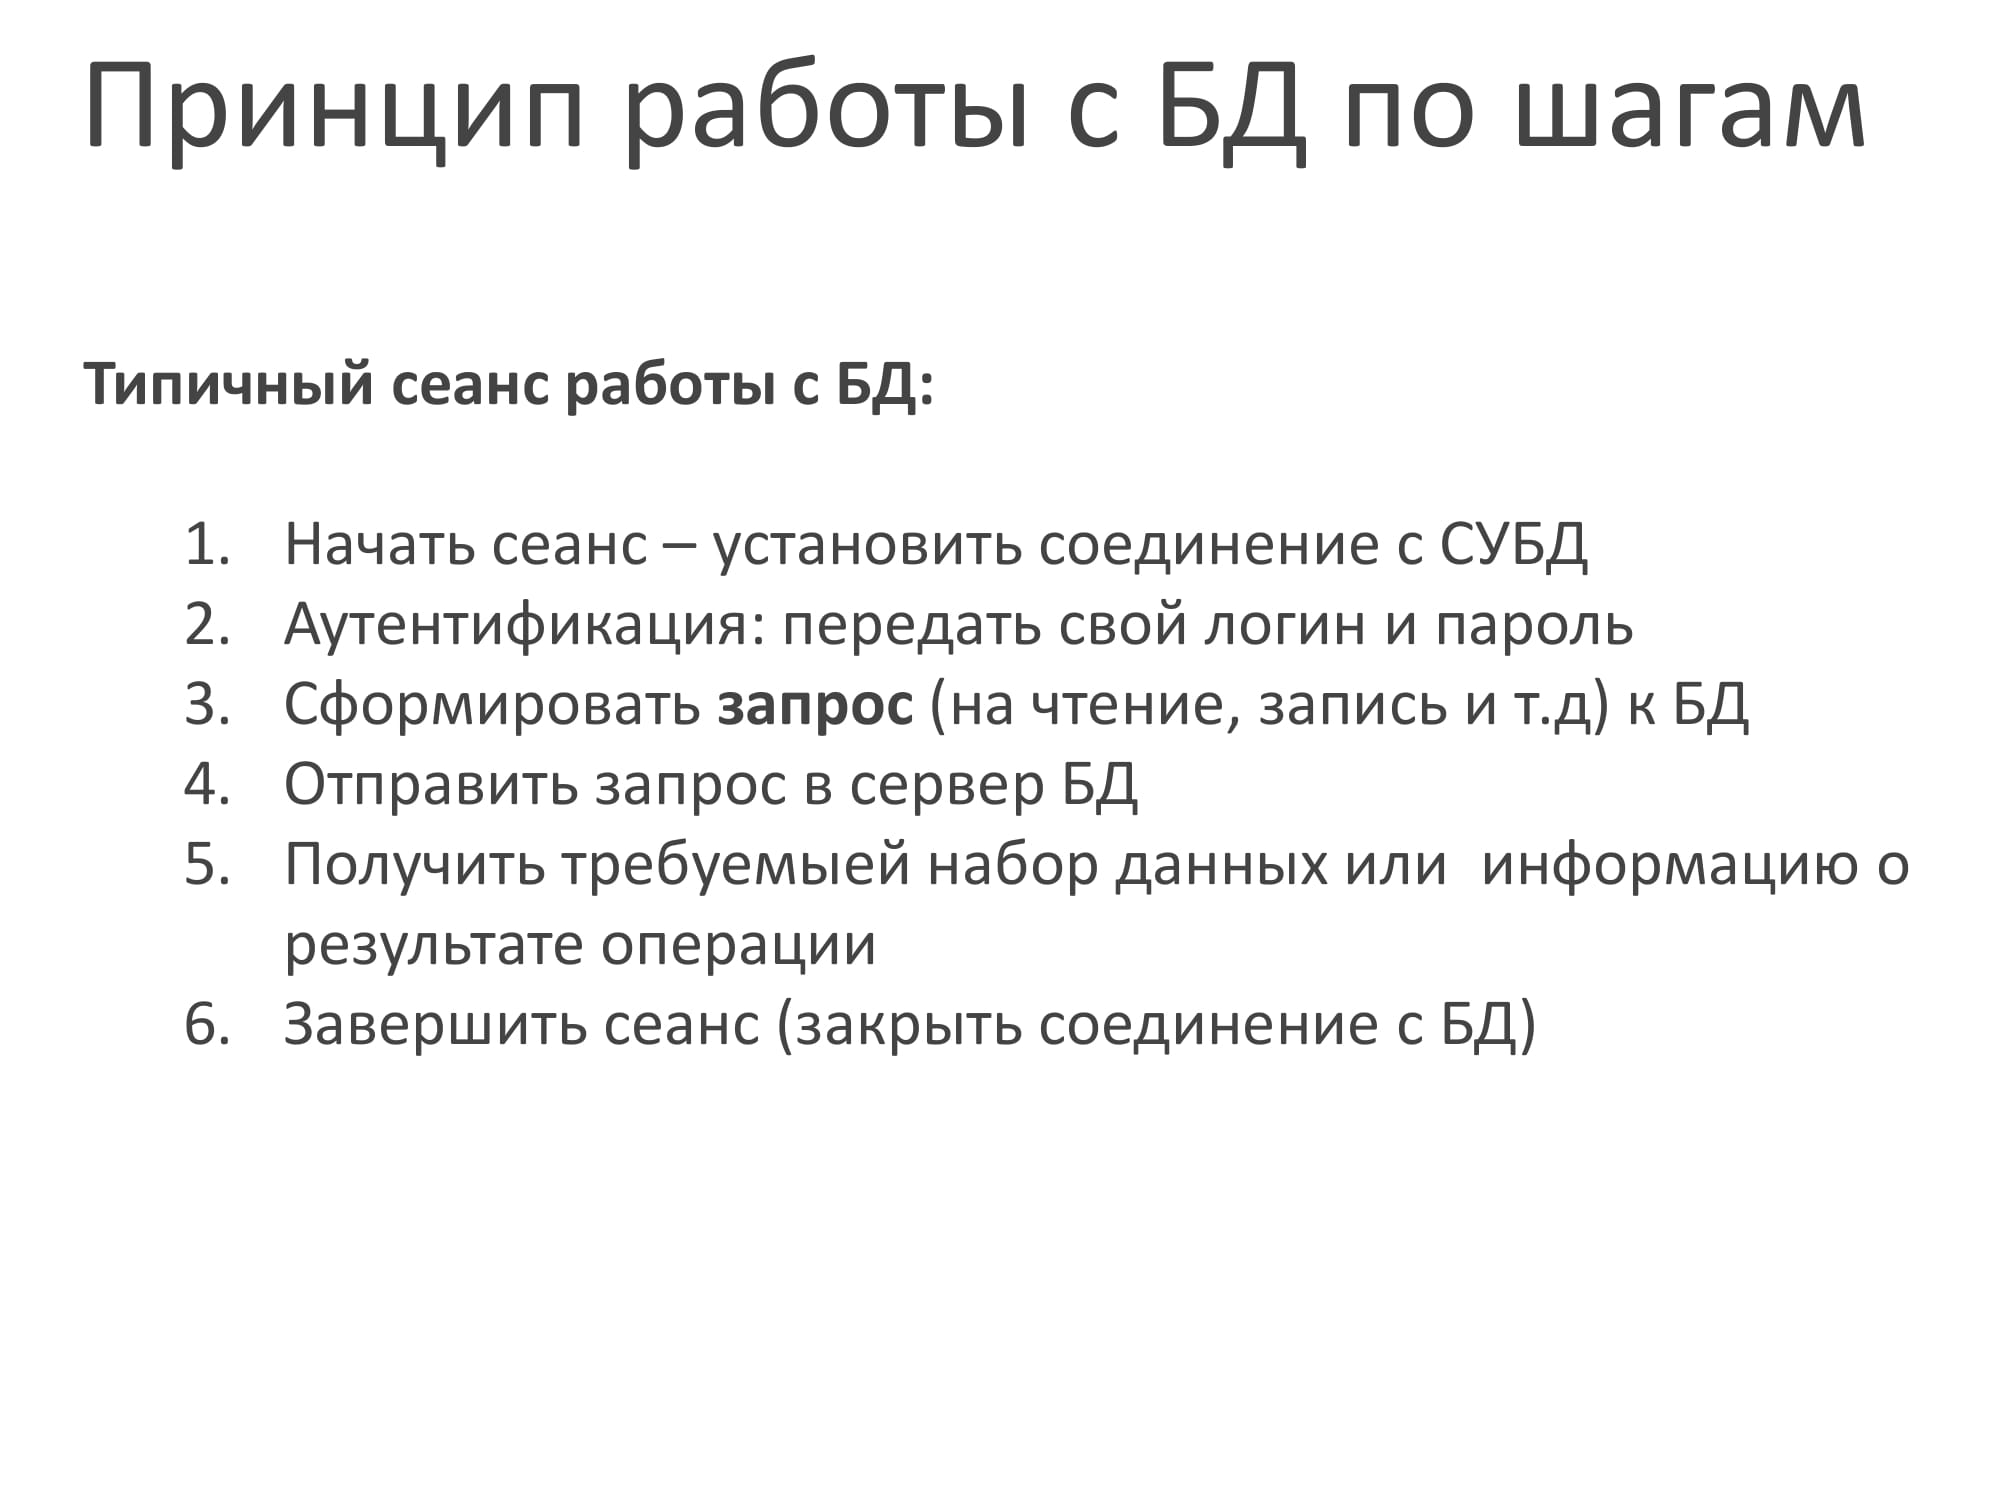 Принцип работы с БД по шагам
Типичный сеанс работы с БД:
1. Начать сеанс – установить соединение с СУБД
2. Аутентификация: передать свой логин и пароль
3. Сформировать запрос (на чтение, запись и т.д) к БД
4. Отправить запрос в сервер БД
5. Получить требуемыей набор данных или  информацию о
результате операции
6. Завершить сеанс (закрыть соединение с БД)